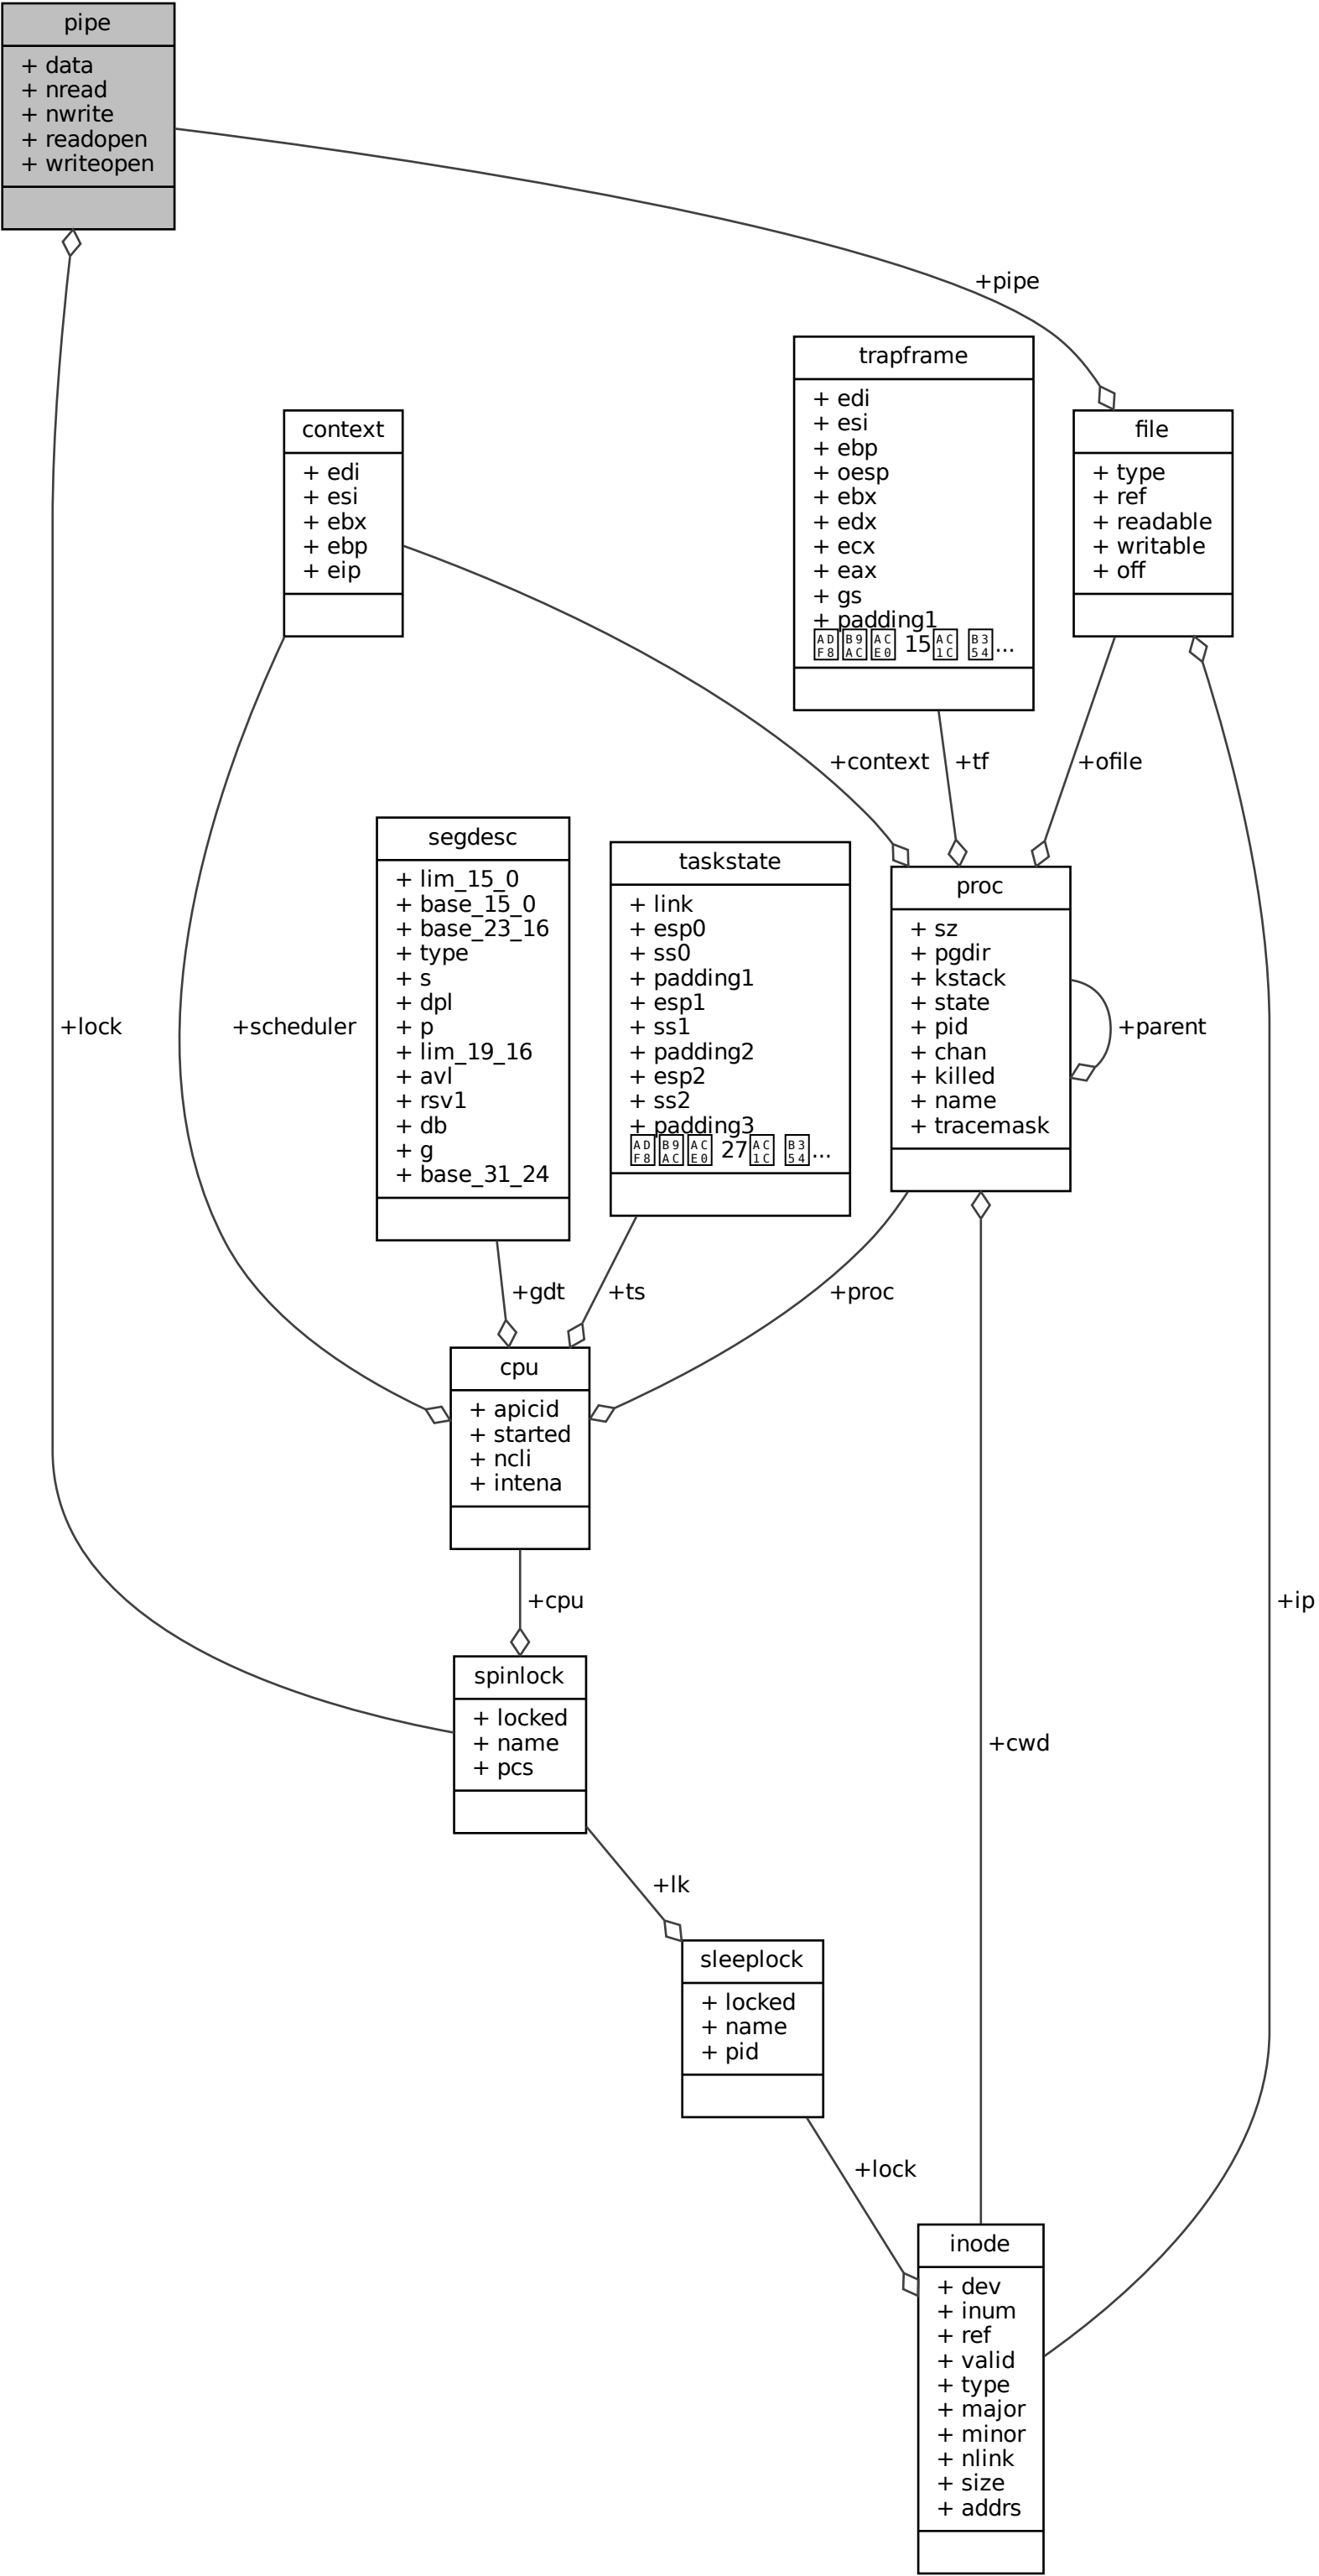 pipe
+ data
+ nread
+ nwrite
+ readopen
+ writeopen
+pipe
trapframe
+ edi
+ esi
+ ebp
+ oesp
+ ebx
+ edx
+ ecx
+ eax
+ gs
+ padding1
15 ...
file
+ type
+ ref
+ readable
+ writable
+ off
context
+ edi
+ esi
+ ebx
+ ebp
+ eip
+context
+tf
+ofile
segdesc
+ lim_15_0
+ base_15_0
+ base_23_16
+ type
+ s
+ dpl
+ p
+ lim_19_16
+ avl
+ rsv1
+ db
+ g
+ base_31_24
taskstate
+ link
+ esp0
+ ss0
+ padding1
+ esp1
+ ss1
+ padding2
+ esp2
+ ss2
+ padding3
27 ...
proc
+ sz
+ pgdir
+ kstack
+ state
+ pid
+ chan
+ killed
+ name
+ tracemask
+lock
+scheduler
+parent
+gdt
+ts
+proc
cpu
+ apicid
+ started
+ ncli
+ intena
+cpu
+ip
spinlock
+ locked
+ name
+ pcs
+cwd
+lk
sleeplock
+ locked
+ name
+ pid
+lock
inode
+ dev
+ inum
+ ref
+ valid
+ type
+ major
+ minor
+ nlink
+ size
+ addrs